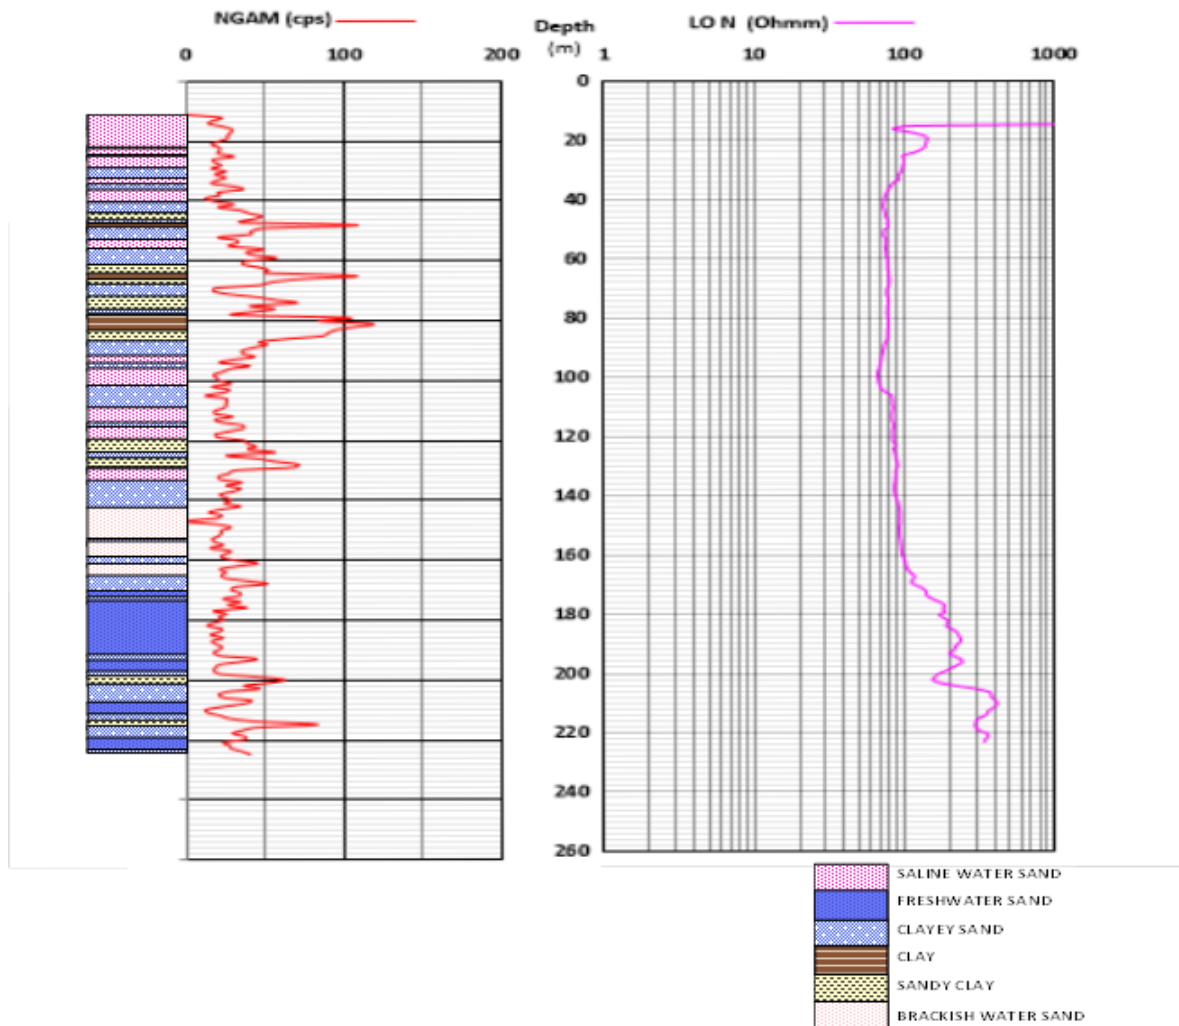 NGAM (cps)
Depth
(m)
LO N (Ohmm)
0 100 200
1 10 100 1000
0
20
40
60
80
100
120
140
160
180
200
220
240
260
SALINE WATER SAND
FRESHWATER SAND
CLAYEY SAND
CLAY
SANDY CLAY
BRACKISH WATER SAND